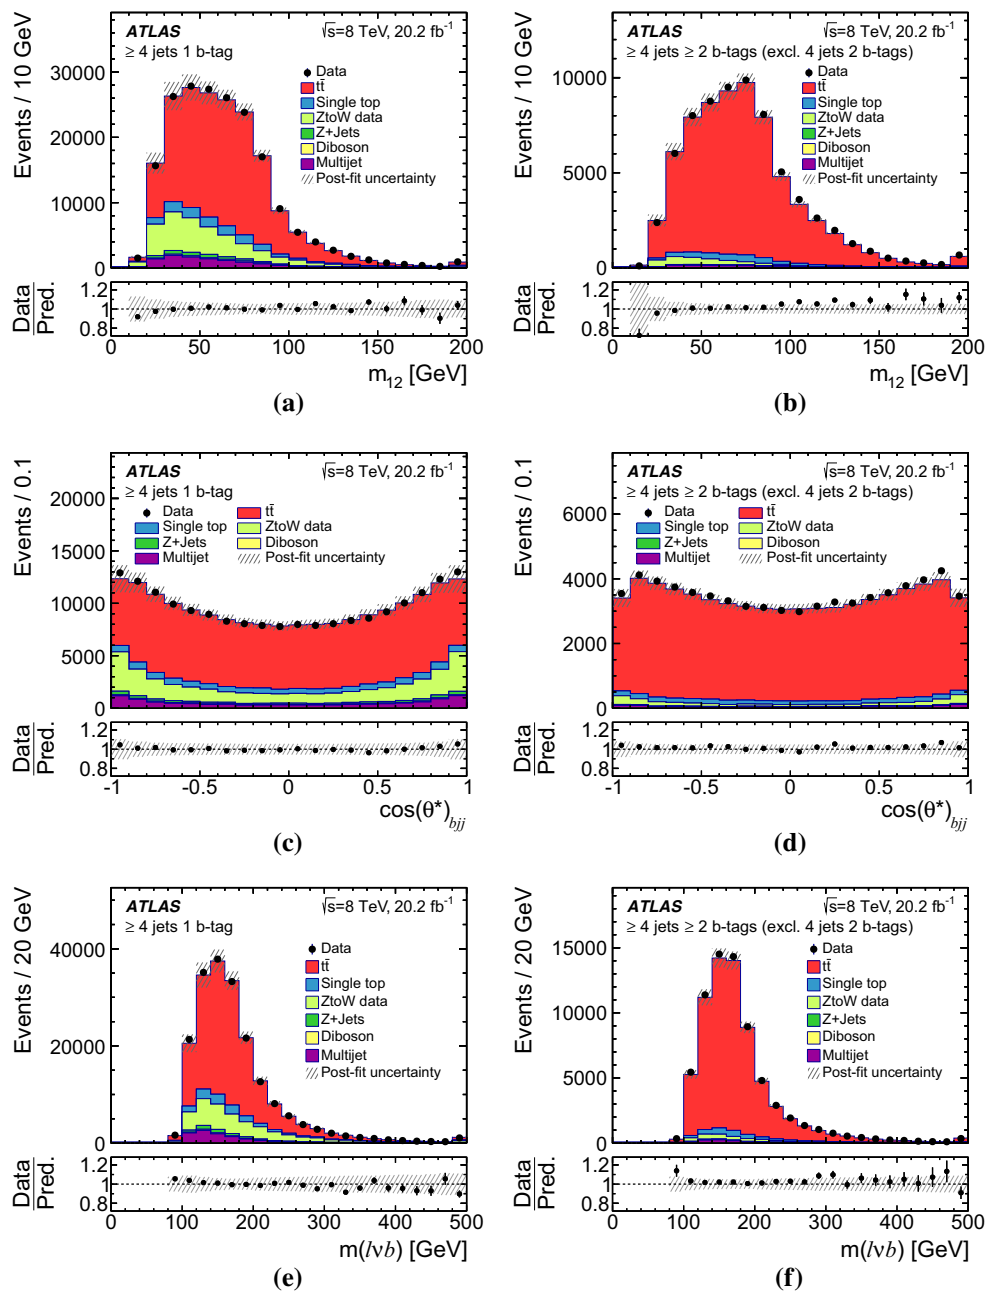 ATLAS √s=8 TeV, 20.2 fb⁻¹
≥ 4 jets 1 b-tag
Data
tt̄
Single top
ZtoW data
Z+Jets
Diboson
Multijet
Post-fit uncertainty
Events / 10 GeV
30000
20000
10000
0
Data
Pred.
1.2
1
0.8
0 50 100 150 200
m₁₂ [GeV]
(a)
ATLAS √s=8 TeV, 20.2 fb⁻¹
≥ 4 jets ≥ 2 b-tags (excl. 4 jets 2 b-tags)
Data
tt̄
Single top
ZtoW data
Z+Jets
Diboson
Multijet
Post-fit uncertainty
Events / 10 GeV
10000
5000
0
Data
Pred.
1.2
1
0.8
0 50 100 150 200
m₁₂ [GeV]
(b)
ATLAS √s=8 TeV, 20.2 fb⁻¹
≥ 4 jets 1 b-tag
Data tt̄
Single top ZtoW data
Z+Jets Diboson
Multijet Post-fit uncertainty
Events / 0.1
20000
15000
10000
5000
0
Data
Pred.
1.2
1
0.8
-1 -0.5 0 0.5 1
cos(θ*)bjj
(c)
ATLAS √s=8 TeV, 20.2 fb⁻¹
≥ 4 jets ≥ 2 b-tags (excl. 4 jets 2 b-tags)
Data tt̄
Single top ZtoW data
Z+Jets Diboson
Multijet Post-fit uncertainty
Events / 0.1
6000
4000
2000
0
Data
Pred.
1.2
1
0.8
-1 -0.5 0 0.5 1
cos(θ*)bjj
(d)
ATLAS √s=8 TeV, 20.2 fb⁻¹
≥ 4 jets 1 b-tag
Data
tt̄
Single top
ZtoW data
Z+Jets
Diboson
Multijet
Post-fit uncertainty
Events / 20 GeV
40000
20000
0
Data
Pred.
1.2
1
0.8
0 100 200 300 400 500
m(lνb) [GeV]
(e)
ATLAS √s=8 TeV, 20.2 fb⁻¹
≥ 4 jets ≥ 2 b-tags (excl. 4 jets 2 b-tags)
Data
tt̄
Single top
ZtoW data
Z+Jets
Diboson
Multijet
Post-fit uncertainty
Events / 20 GeV
15000
10000
5000
0
Data
Pred.
1.2
1
0.8
0 100 200 300 400 500
m(lνb) [GeV]
(f)